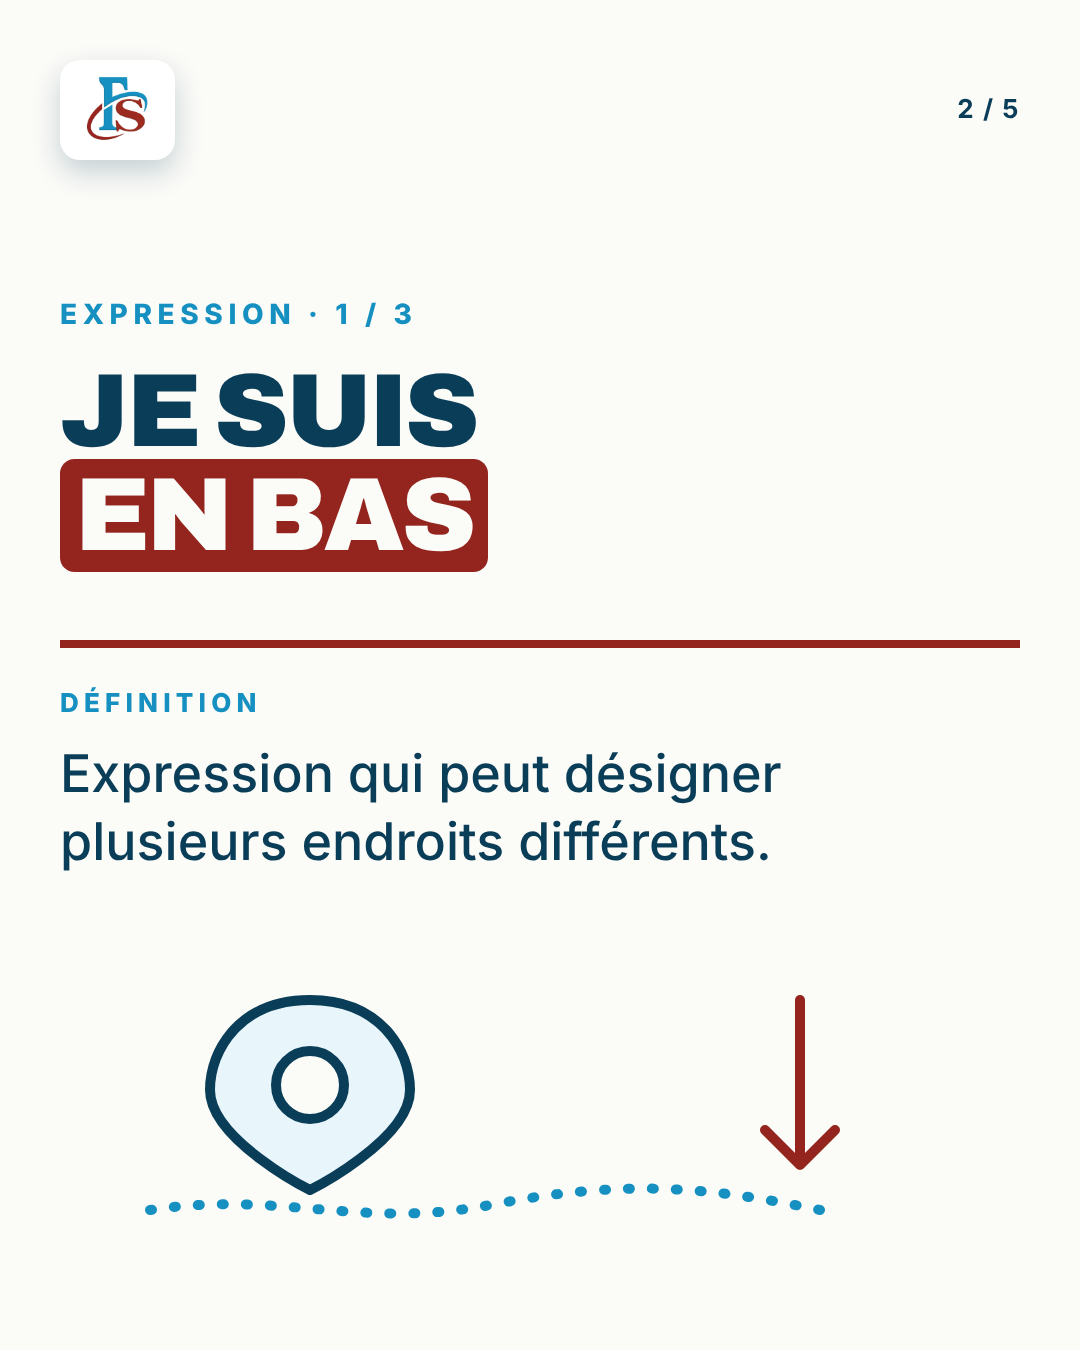 FS
2 / 5
EXPRESSION · 1 / 3
JE SUIS
EN BAS
DÉFINITION
Expression qui peut désigner
plusieurs endroits différents.